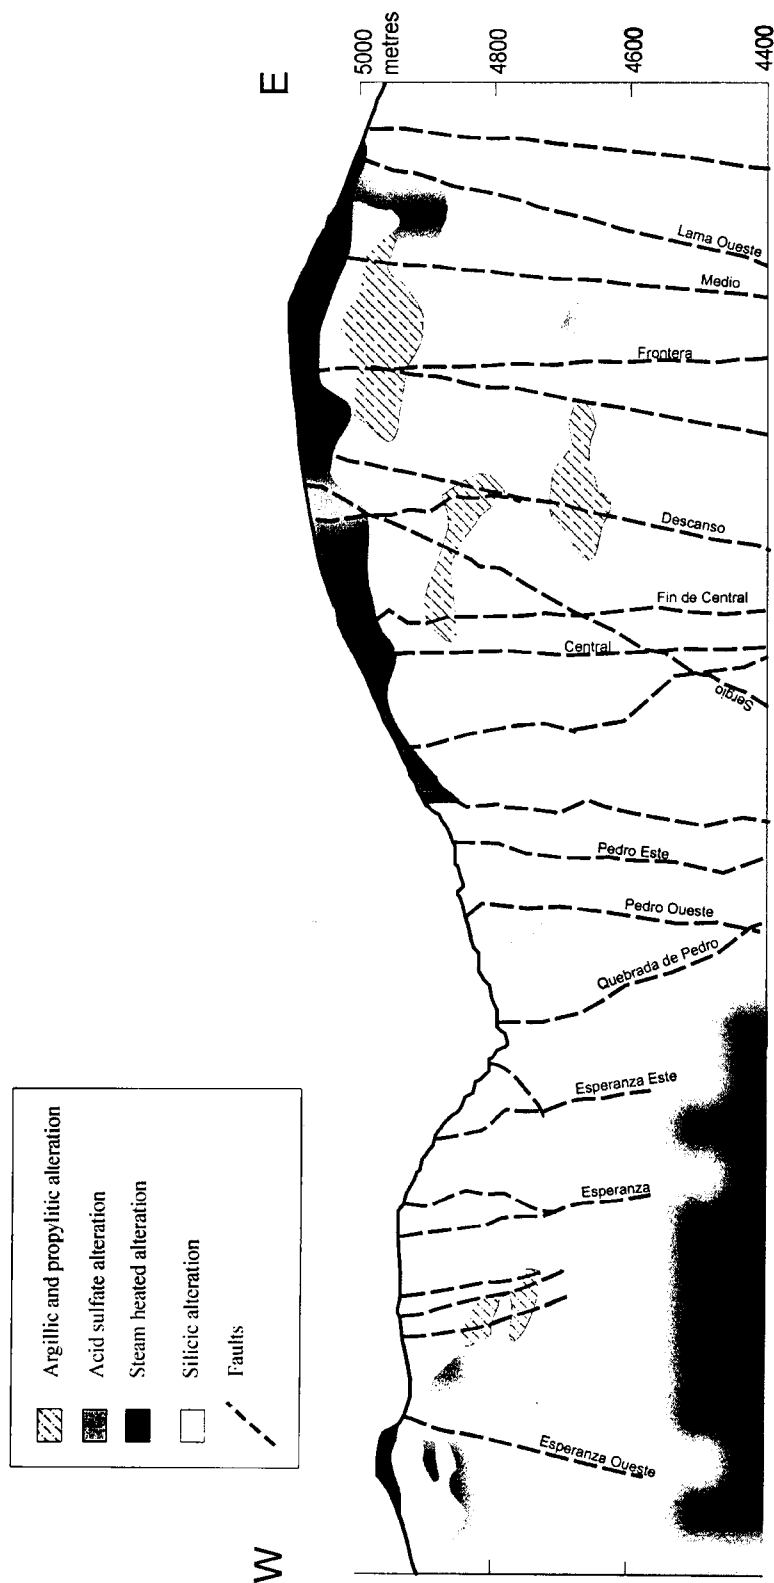 Argillic and propylitic alteration
Acid sulfate alteration
Steam heated alteration
Silicic alteration
Faults
W
E
5000
metres
4800
4600
4400
Esperanza Oueste
Esperanza
Esperanza Este
Quebrada de Pedro
Pedro Oueste
Pedro Este
Sergio
Central
Fin de Central
Descanso
Frontera
Medio
Lama Oueste